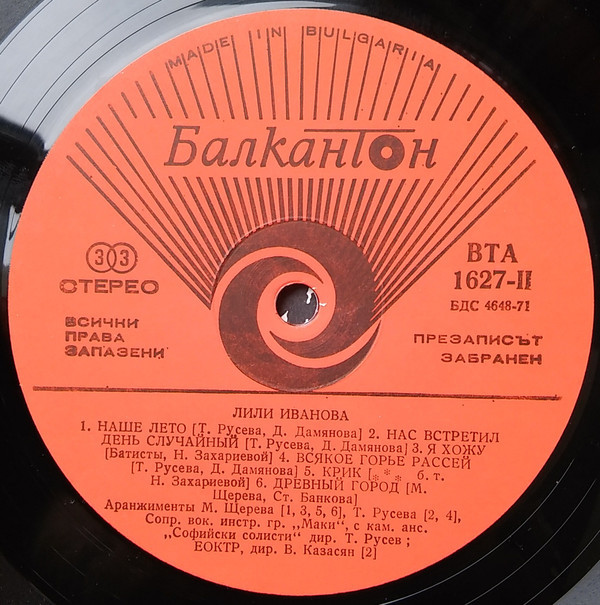 MADE IN BULGARIA
Балкантон
33
СТЕРЕО
ВСИЧНИ
ПРАВА
ЗАПАЗЕНИ
ВТА
1627-II
БДС 4648-71
ПРЕЗАПИСЪТ
ЗАБРАНЕН
ЛИЛИ ИВАНОВА
1. НАШЕ ЛЕТО [Т. Русева, Д. Дамянова] 2. НАС ВСТРЕТИЛ
ДЕНЬ СЛУЧАЙНЫЙ [Т. Русева, Д. Дамянова] 3. Я ХОЖУ
[Батисты, Н. Захариевой] 4. ВСЯКОЕ ГОРЬЕ РАССЕЙ
[Т. Русева, Д. Дамянова] 5. КРИК [*** б. т.
Н. Захариевой] 6. ДРЕВНЫЙ ГОРОД [М.
Щерева, Ст. Банкова]
Аранжименты М. Щерева [1, 3, 5, 6], Т. Русева [2, 4],
Сопр. вок. инстр. гр. „Маки“, с кам. анс.
„Софийски солисти“ дир. Т. Русев;
ЕОКТР, дир. В. Казасян [2]